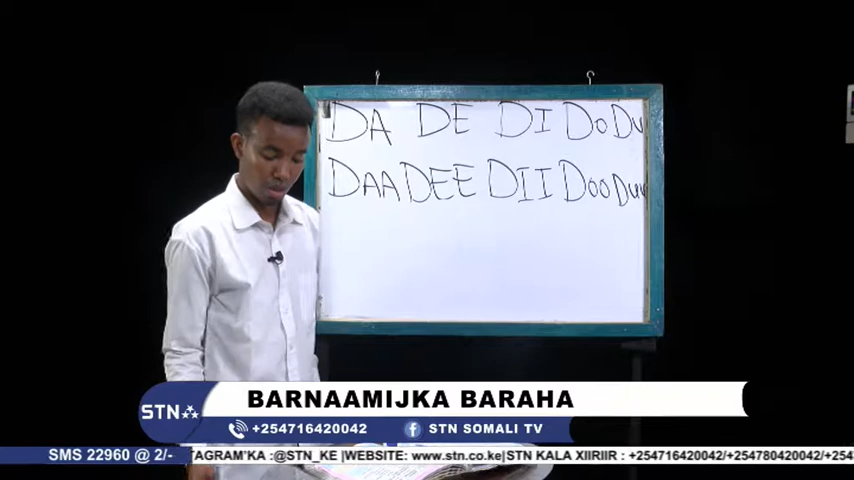 DA DE DI DO DU
DAA DEE DII DOO DUU
STN
BARNAAMIJKA BARAHA
+254716420042 STN SOMALI TV
SMS 22960 @ 2/- TAGRAM'KA :@STN_KE |WEBSITE: www.stn.co.ke|STN KALA XIIRIIR : +254716420042/+254780420042/+2547